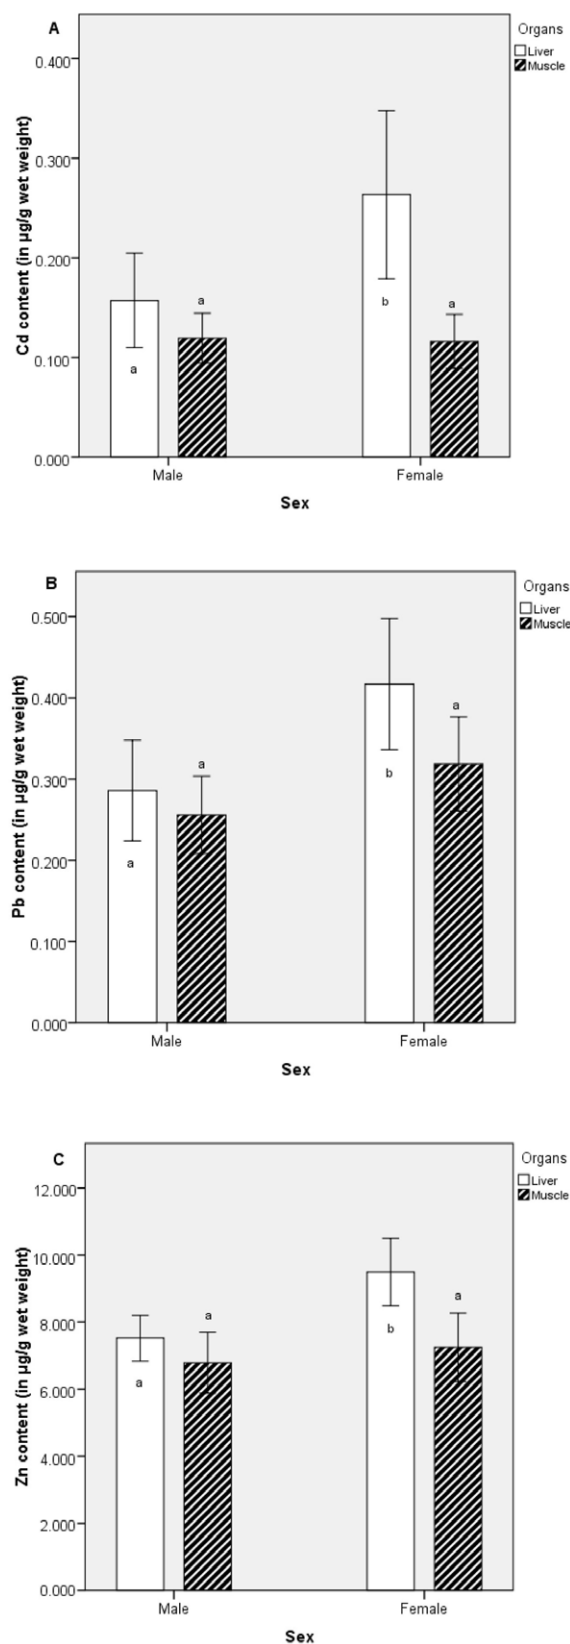 A
Organs
Liver
Muscle
Cd content (in µg/g wet weight)
0.400
0.300
0.200
0.100
0.000
a
a
b
a
Male
Female
Sex
B
Organs
Liver
Muscle
Pb content (in µg/g wet weight)
0.500
0.400
0.300
0.200
0.100
0.000
a
a
b
a
Male
Female
Sex
C
Organs
Liver
Muscle
Zn content (in µg/g wet weight)
12.000
10.000
8.000
6.000
4.000
2.000
0.000
a
a
b
a
Male
Female
Sex